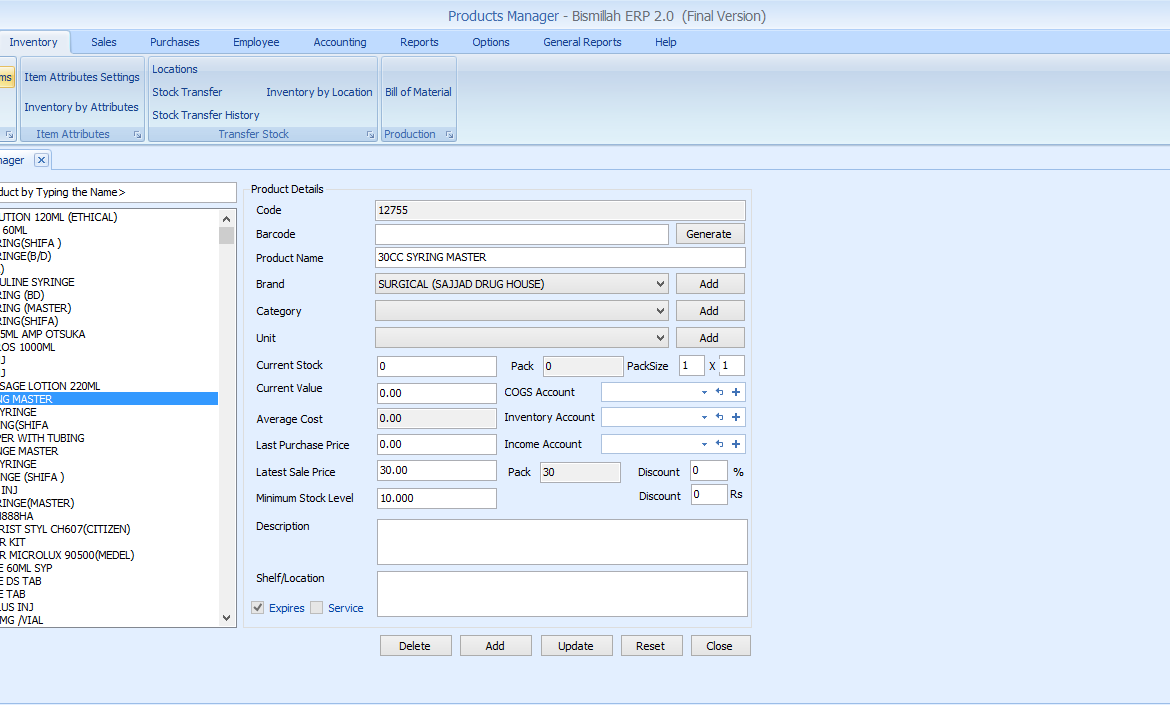 Products Manager - Bismillah ERP 2.0 (Final Version)
Inventory Sales Purchases Employee Accounting Reports Options General Reports Help
ms Item Attributes Settings Locations
Stock Transfer Inventory by Location Bill of Material
Inventory by Attributes Stock Transfer History
Item Attributes Transfer Stock Production
nager
duct by Typing the Name>
UTION 120ML (ETHICAL)
60ML
RING(SHIFA )
RINGE(B/D)
)
ULINE SYRINGE
RING (BD)
RING (MASTER)
RING(SHIFA)
5ML AMP OTSUKA
LOS 1000ML
J
J
SAGE LOTION 220ML
NG MASTER
YRINGE
NG(SHIFA
PER WITH TUBING
NGE MASTER
YRINGE
NGE (SHIFA )
INJ
RINGE(MASTER)
888HA
RIST STYL CH607(CITIZEN)
R KIT
R MICROLUX 90500(MEDEL)
E 60ML SYP
E DS TAB
E TAB
LUS INJ
MG /VIAL
Product Details
Code 12755
Barcode Generate
Product Name 30CC SYRING MASTER
Brand SURGICAL (SAJJAD DRUG HOUSE) Add
Category Add
Unit Add
Current Stock 0 Pack 0 PackSize 1 X 1
Current Value 0.00 COGS Account
Average Cost 0.00 Inventory Account
Last Purchase Price 0.00 Income Account
Latest Sale Price 30.00 Pack 30 Discount 0 %
Minimum Stock Level 10.000 Discount 0 Rs
Description
Shelf/Location
Expires Service
Delete Add Update Reset Close